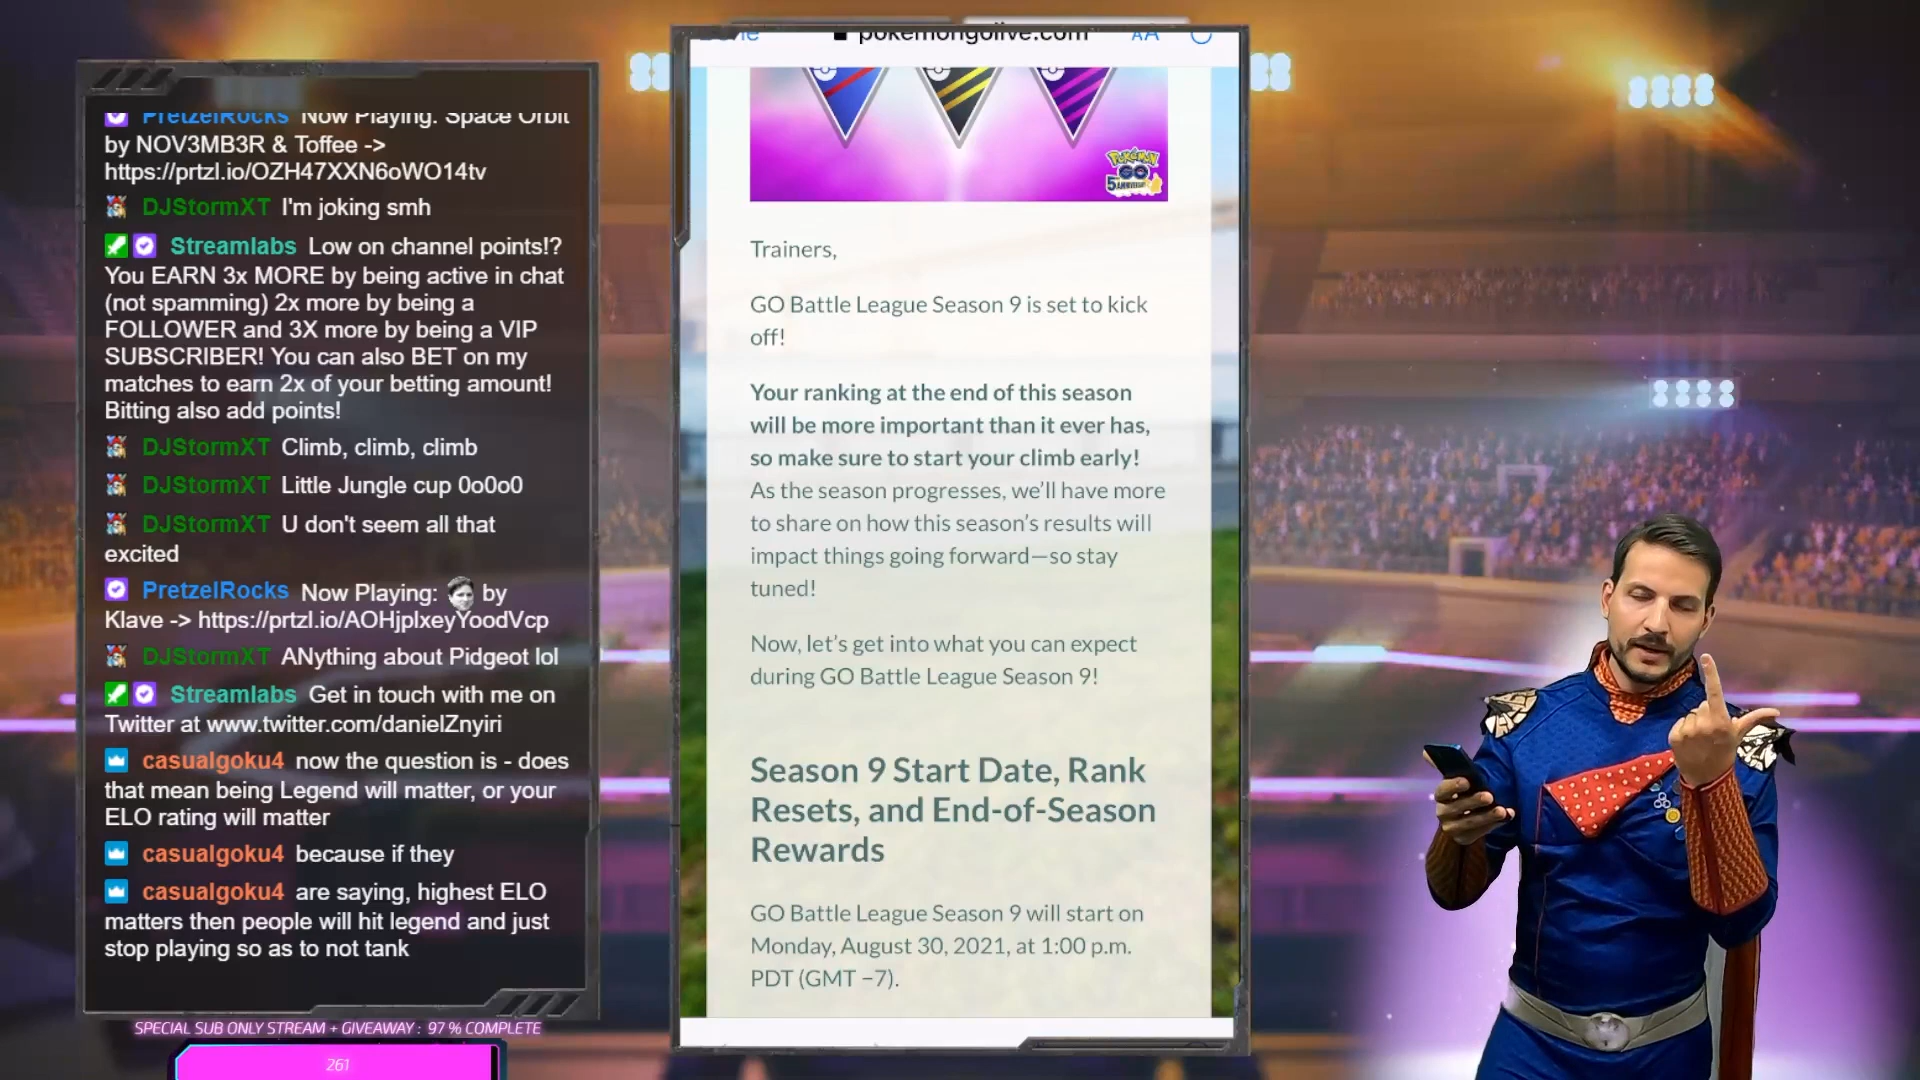 PretzelRocks Now Playing: Space Orbit
by NOV3MB3R & Toffee ->
https://prtzl.io/OZH47XXN6oWO14tv
DJStormXT I'm joking smh
Streamlabs Low on channel points!?
You EARN 3x MORE by being active in chat
(not spamming) 2x more by being a
FOLLOWER and 3X more by being a VIP
SUBSCRIBER! You can also BET on my
matches to earn 2x of your betting amount!
Bitting also add points!
DJStormXT Climb, climb, climb
DJStormXT Little Jungle cup 0o0o0
DJStormXT U don't seem all that
excited
PretzelRocks Now Playing: by
Klave -> https://prtzl.io/AOHjplxeyYoodVcp
DJStormXT ANything about Pidgeot lol
Streamlabs Get in touch with me on
Twitter at www.twitter.com/danielZnyiri
casualgoku4 now the question is - does
that mean being Legend will matter, or your
ELO rating will matter
casualgoku4 because if they
casualgoku4 are saying, highest ELO
matters then people will hit legend and just
stop playing so as to not tank
SPECIAL SUB ONLY STREAM + GIVEAWAY : 97 % COMPLETE
261
Done pokemongolive.com AA
POKÉMON
GO
5 ANNIVERSARY
Trainers,
GO Battle League Season 9 is set to kick
off!
Your ranking at the end of this season
will be more important than it ever has,
so make sure to start your climb early!
As the season progresses, we'll have more
to share on how this season's results will
impact things going forward—so stay
tuned!
Now, let's get into what you can expect
during GO Battle League Season 9!
Season 9 Start Date, Rank
Resets, and End-of-Season
Rewards
GO Battle League Season 9 will start on
Monday, August 30, 2021, at 1:00 p.m.
PDT (GMT −7).